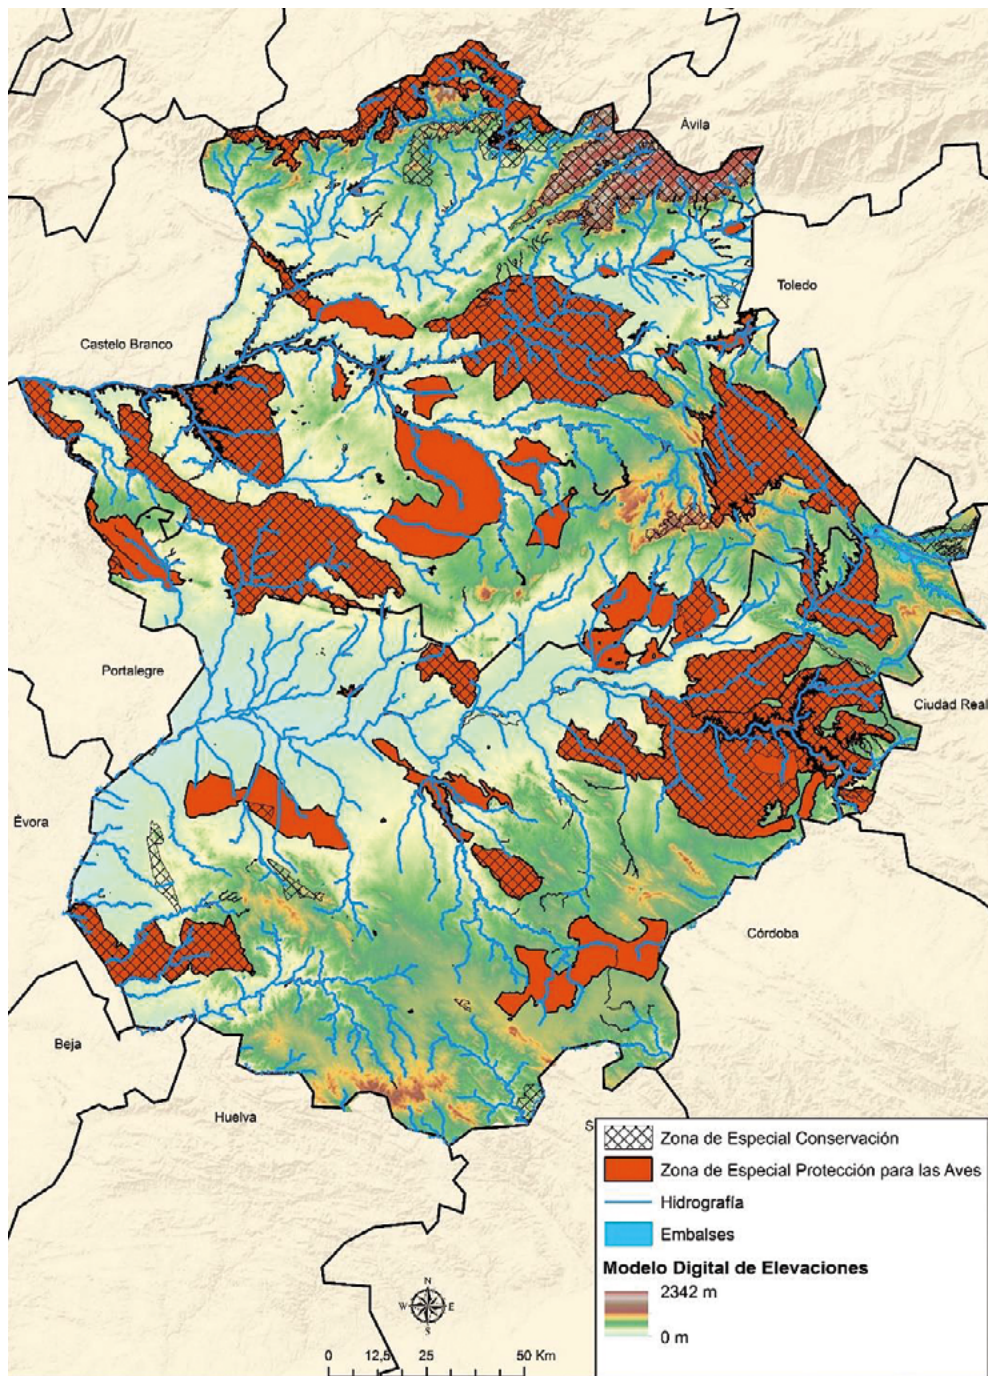 Ávila
Toledo
Castelo Branco
Portalegre
Ciudad Real
Évora
Córdoba
Beja
Huelva
S
Zona de Especial Conservación
Zona de Especial Protección para las Aves
Hidrografía
Embalses
Modelo Digital de Elevaciones
2342 m
0 m
N
W E
S
0 12,5 25 50 Km